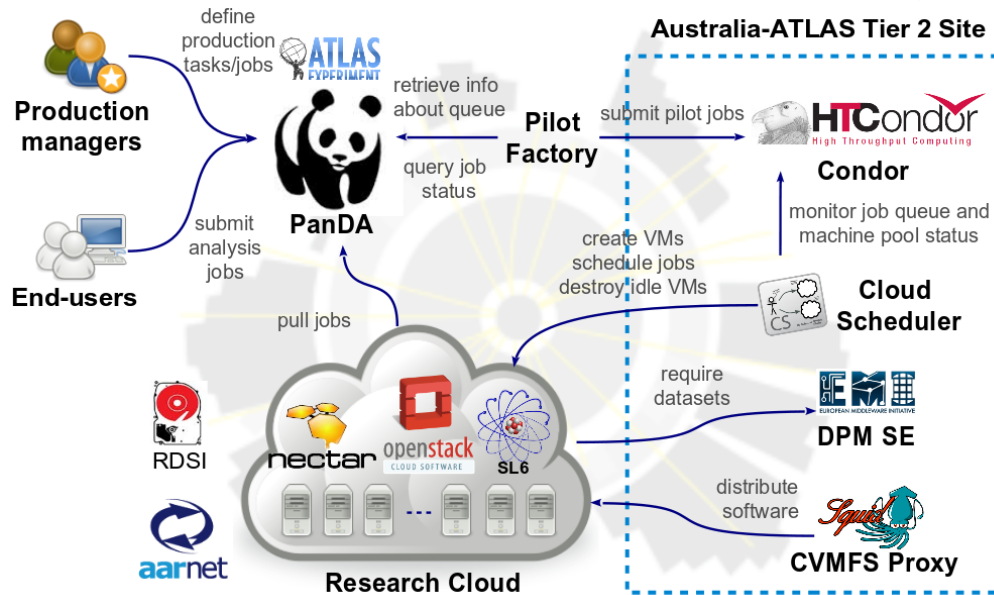 Australia-ATLAS Tier 2 Site
define
production
tasks/jobs
ATLAS
EXPERIMENT
Production
managers
retrieve info
about queue
Pilot
Factory
submit pilot jobs
HTCondor
High Throughput Computing
Condor
query job
status
PanDA
submit
analysis
jobs
End-users
monitor job queue and
machine pool status
create VMs
schedule jobs
destroy idle VMs
Cloud
Scheduler
CS
pull jobs
require
datasets
EMI
EUROPEAN MIDDLEWARE INITIATIVE
DPM SE
RDSI
nectar
openstack
CLOUD SOFTWARE
SL6
distribute
software
Squid
CVMFS Proxy
aarnet
Research Cloud